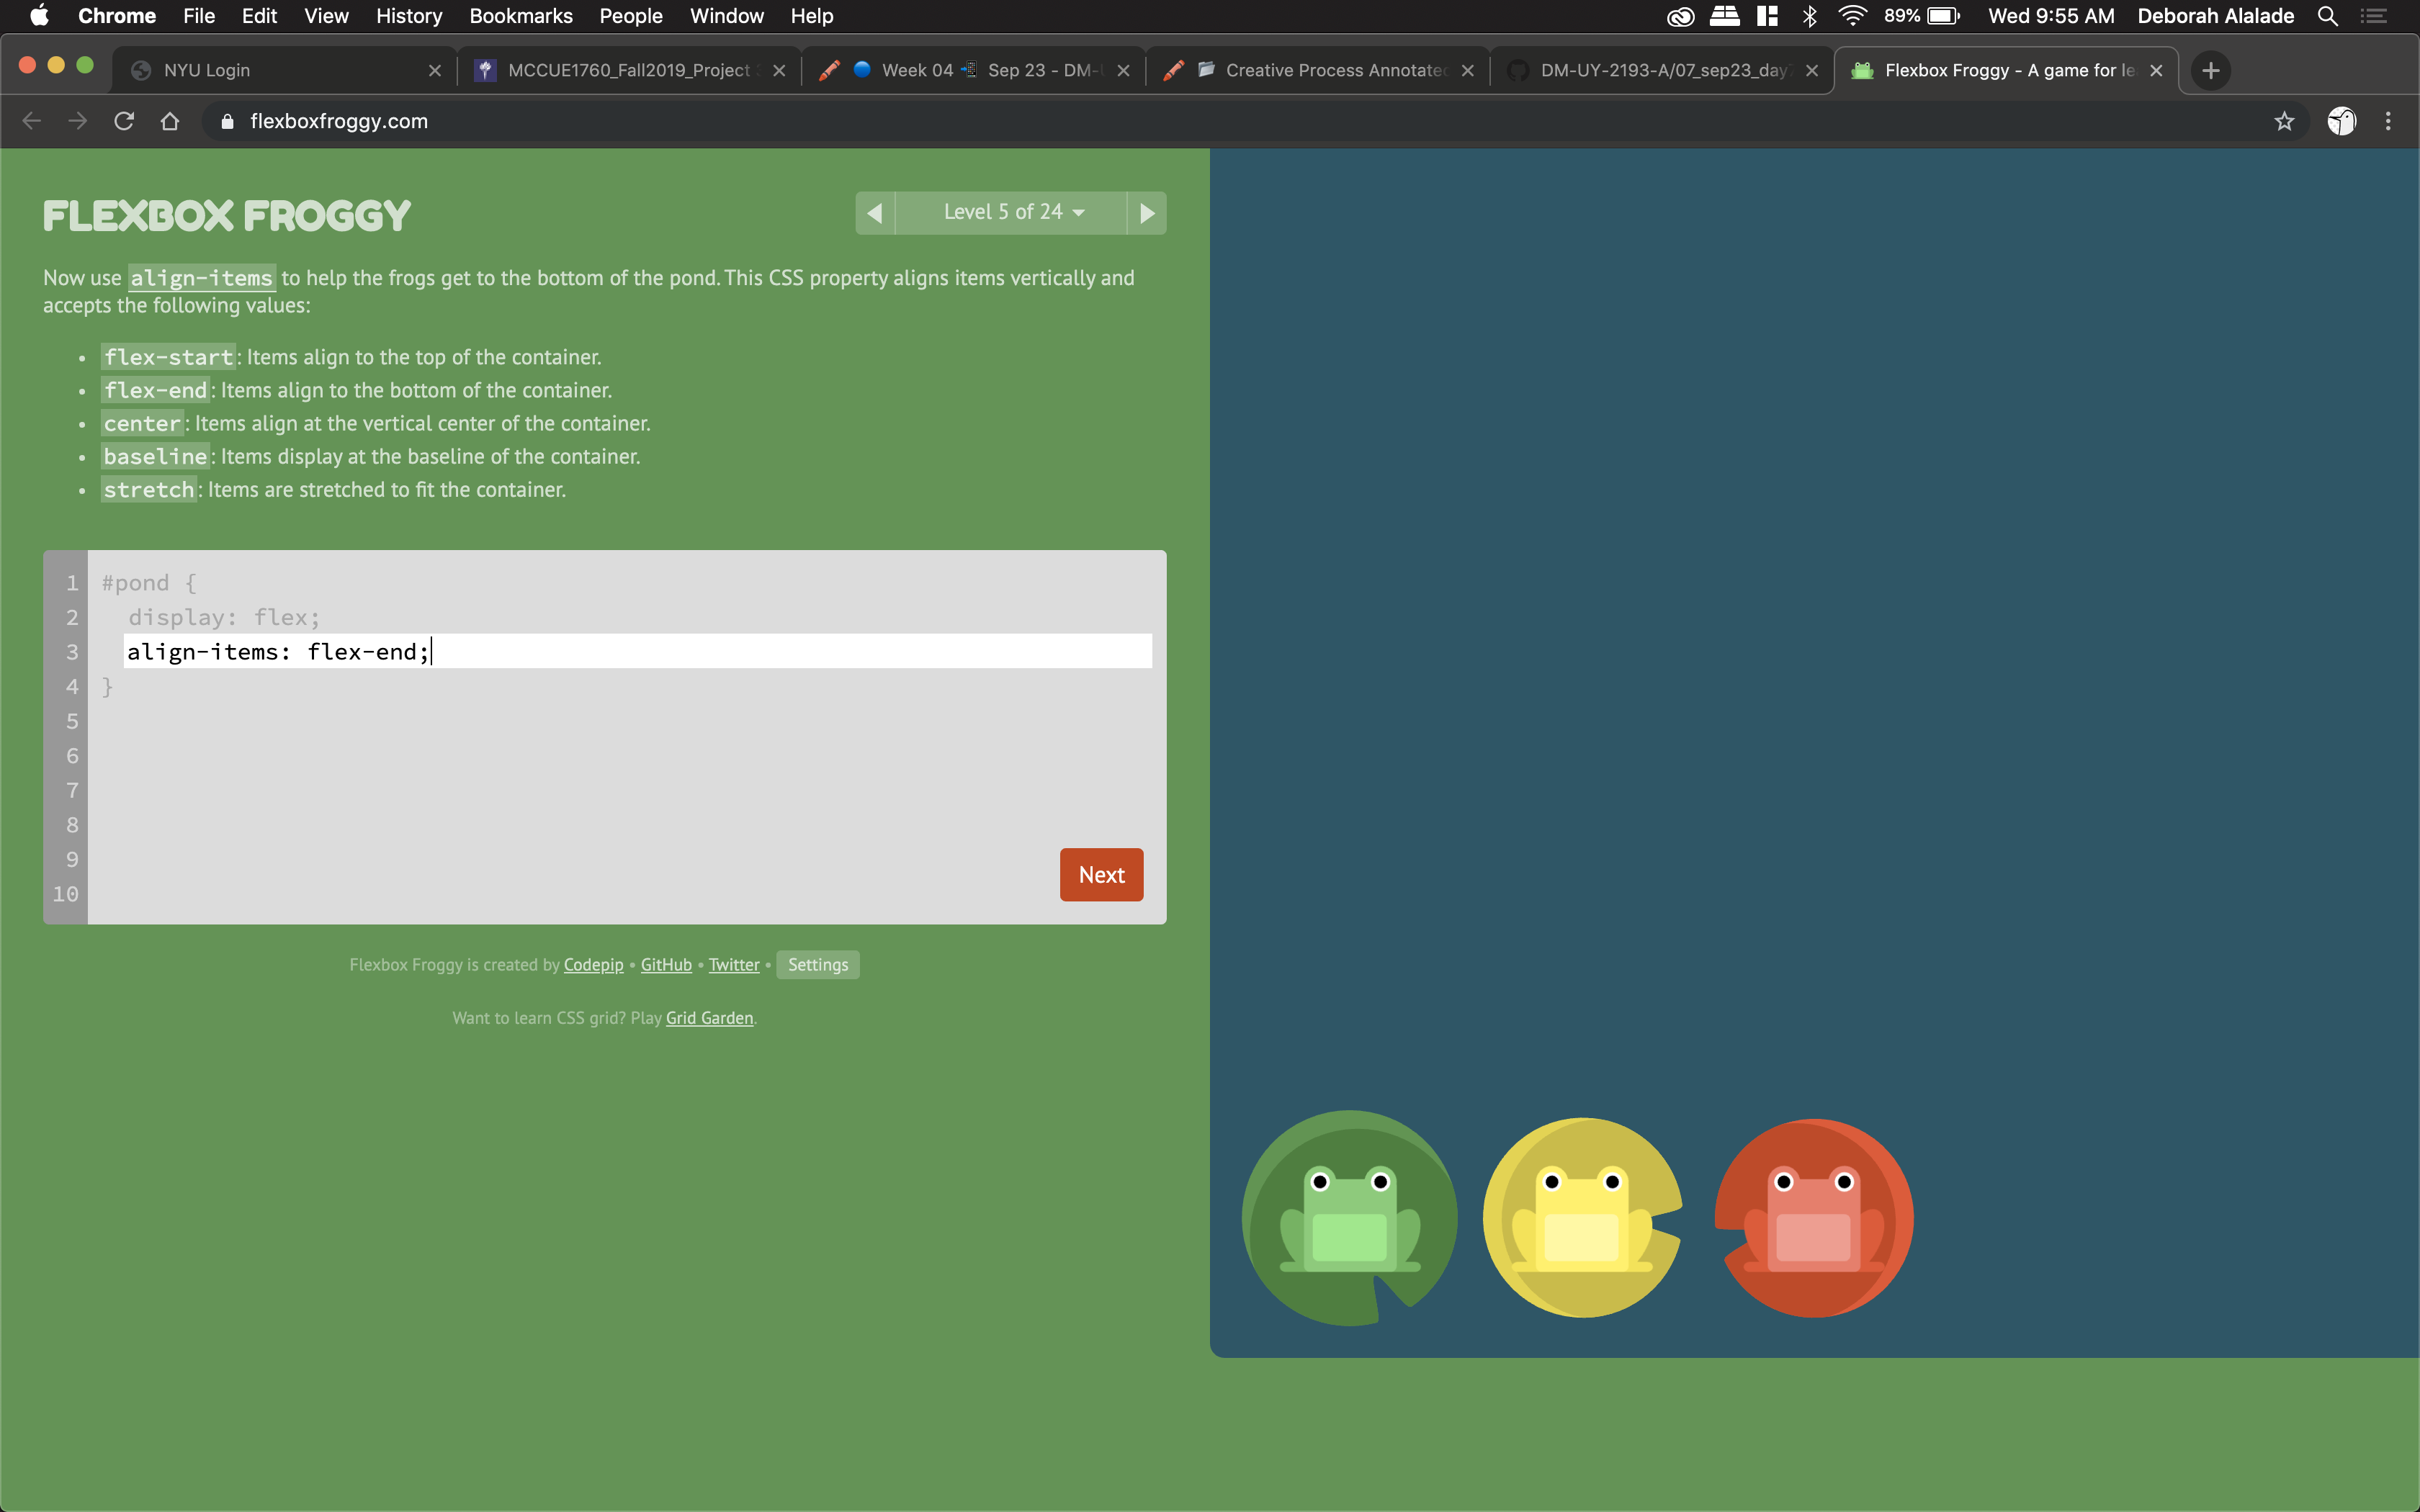 Chrome File Edit View History Bookmarks People Window Help 89% Wed 9:55 AM Deborah Alalade
NYU Login MCCUE1760_Fall2019_Project Week 04 Sep 23 - DM- Creative Process Annotated DM-UY-2193-A/07_sep23_day Flexbox Froggy - A game for le
flexboxfroggy.com
FLEXBOX FROGGY
Level 5 of 24
Now use align-items to help the frogs get to the bottom of the pond. This CSS property aligns items vertically and
accepts the following values:
• flex-start: Items align to the top of the container.
• flex-end: Items align to the bottom of the container.
• center: Items align at the vertical center of the container.
• baseline: Items display at the baseline of the container.
• stretch: Items are stretched to fit the container.
1 #pond {
2 display: flex;
3 align-items: flex-end;
4 }
5
6
7
8
9
10
Next
Flexbox Froggy is created by Codepip • GitHub • Twitter • Settings
Want to learn CSS grid? Play Grid Garden.